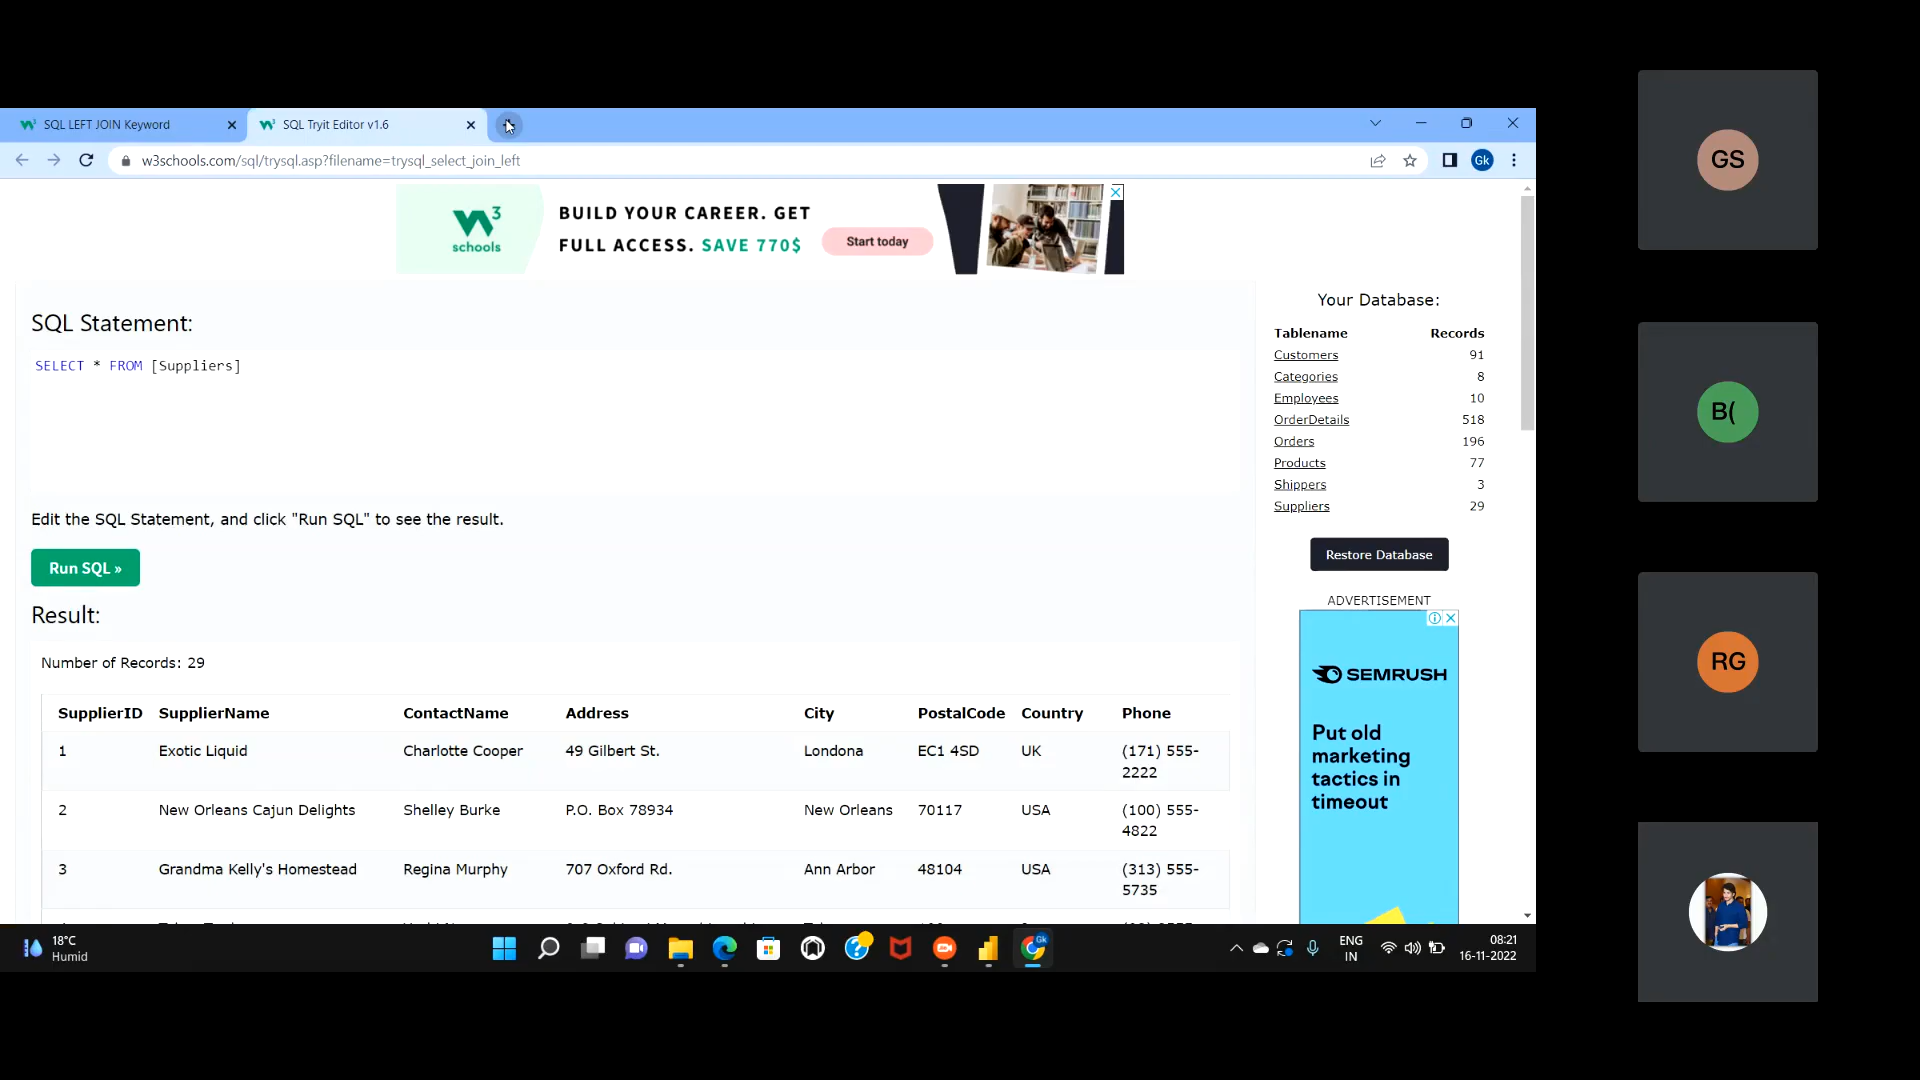 SQL LEFT JOIN Keyword
SQL Tryit Editor v1.6
w3schools.com/sql/trysql.asp?filename=trysql_select_join_left
Gk
W3 schools
BUILD YOUR CAREER. GET
FULL ACCESS. SAVE 770$
Start today
SQL Statement:
SELECT * FROM [Suppliers]
Edit the SQL Statement, and click "Run SQL" to see the result.
Run SQL »
Result:
Number of Records: 29
SupplierID SupplierName ContactName Address City PostalCode Country Phone
1 Exotic Liquid Charlotte Cooper 49 Gilbert St. Londona EC1 4SD UK (171) 555-
2222
2 New Orleans Cajun Delights Shelley Burke P.O. Box 78934 New Orleans 70117 USA (100) 555-
4822
3 Grandma Kelly's Homestead Regina Murphy 707 Oxford Rd. Ann Arbor 48104 USA (313) 555-
5735
Your Database:
Tablename Records
Customers 91
Categories 8
Employees 10
OrderDetails 518
Orders 196
Products 77
Shippers 3
Suppliers 29
Restore Database
ADVERTISEMENT
SEMRUSH
Put old
marketing
tactics in
timeout
18°C
Humid
Gk
ENG
IN
08:21
16-11-2022
GS
B(
RG